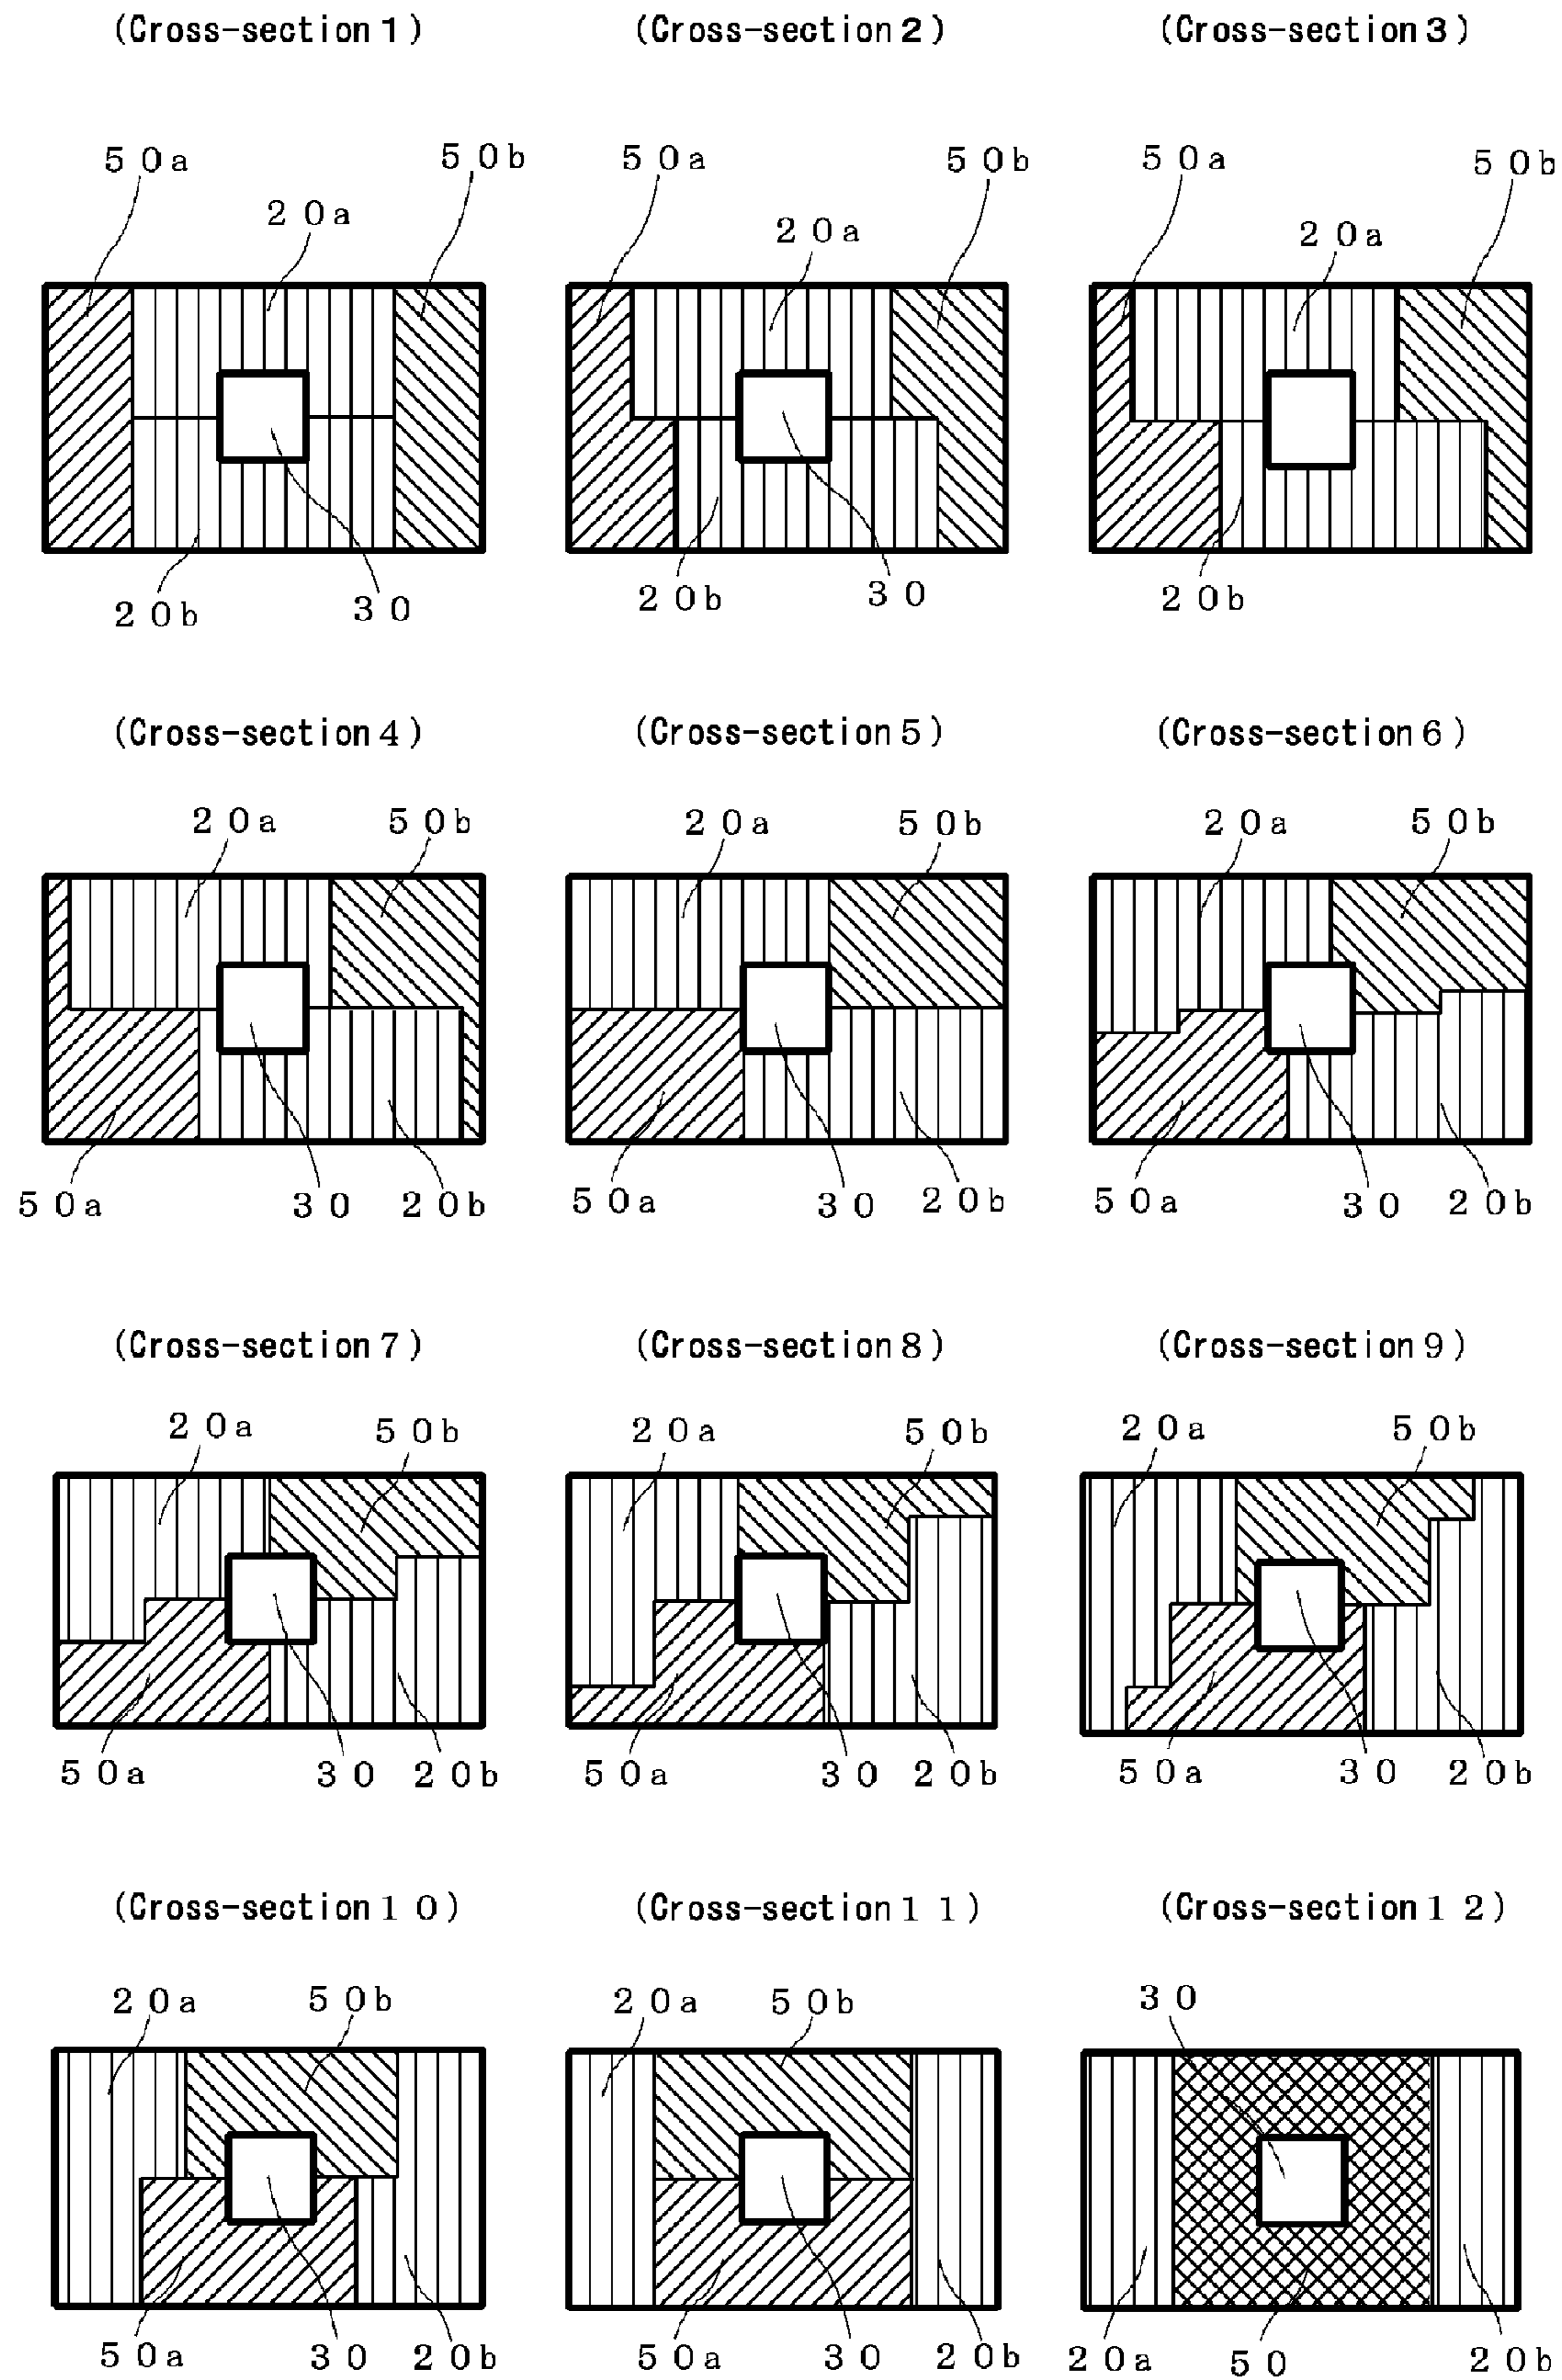 (Cross-section 1) (Cross-section 2) (Cross-section 3)
50a 50b 50a 50b 50a 50b
20a 20a 20a
20b 30 20b 30 20b
(Cross-section 4) (Cross-section 5) (Cross-section 6)
20a 50b 20a 50b 20a 50b
50a 30 20b 50a 30 20b 50a 30 20b
(Cross-section 7) (Cross-section 8) (Cross-section 9)
20a 50b 20a 50b 20a 50b
50a 30 20b 50a 30 20b 50a 30 20b
(Cross-section 10) (Cross-section 11) (Cross-section 12)
20a 50b 20a 50b 30
50a 30 20b 50a 30 20b 20a 50 20b